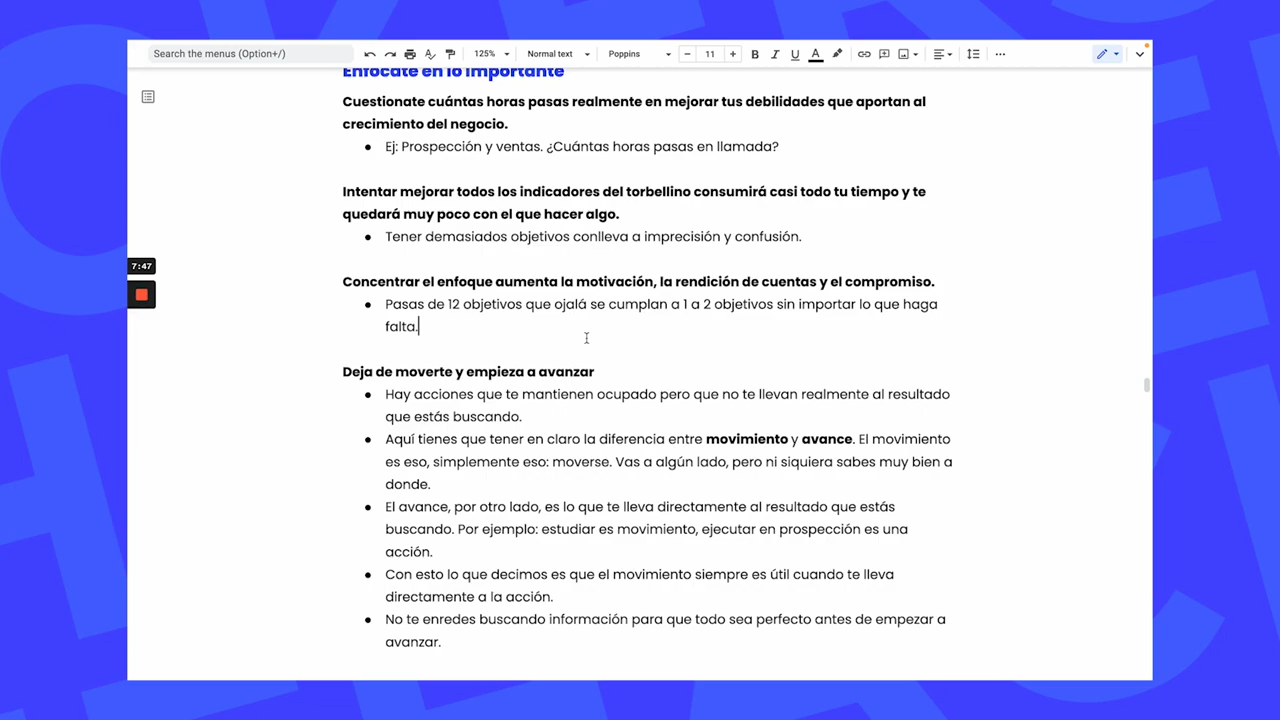 Search the menus (Option+/)
125%
Normal text
Poppins
11
B
I
U
A
Enfócate en lo importante
Cuestionate cuántas horas pasas realmente en mejorar tus debilidades que aportan al
crecimiento del negocio.
● Ej: Prospección y ventas. ¿Cuántas horas pasas en llamada?
Intentar mejorar todos los indicadores del torbellino consumirá casi todo tu tiempo y te
quedará muy poco con el que hacer algo.
● Tener demasiados objetivos conlleva a imprecisión y confusión.
7:47
Concentrar el enfoque aumenta la motivación, la rendición de cuentas y el compromiso.
● Pasas de 12 objetivos que ojalá se cumplan a 1 a 2 objetivos sin importar lo que haga
falta.
Deja de moverte y empieza a avanzar
● Hay acciones que te mantienen ocupado pero que no te llevan realmente al resultado
que estás buscando.
● Aquí tienes que tener en claro la diferencia entre movimiento y avance. El movimiento
es eso, simplemente eso: moverse. Vas a algún lado, pero ni siquiera sabes muy bien a
donde.
● El avance, por otro lado, es lo que te lleva directamente al resultado que estás
buscando. Por ejemplo: estudiar es movimiento, ejecutar en prospección es una
acción.
● Con esto lo que decimos es que el movimiento siempre es útil cuando te lleva
directamente a la acción.
● No te enredes buscando información para que todo sea perfecto antes de empezar a
avanzar.